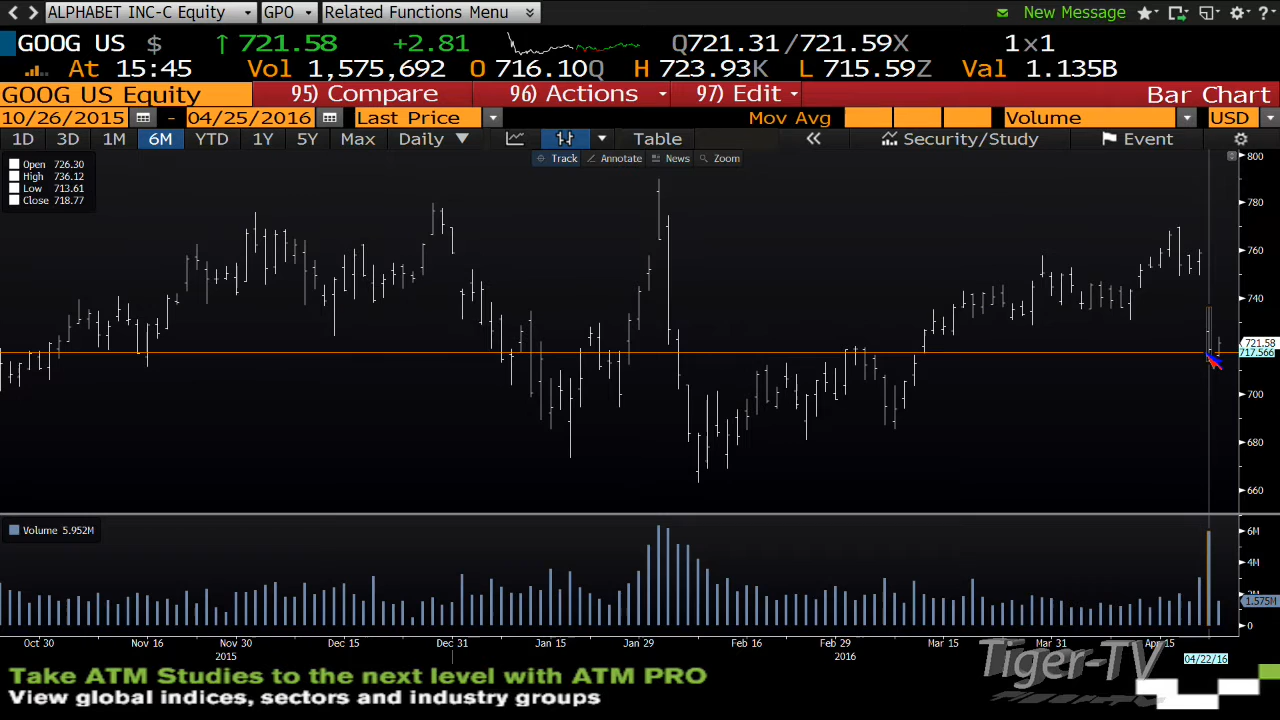 ALPHABET INC-C Equity GPO Related Functions Menu New Message
GOOG US $ 721.58 +2.81 Q721.31/721.59X 1x1
At 15:45 Vol 1,575,692 O 716.10Q H 723.93K L 715.59Z Val 1.135B
GOOG US Equity 95) Compare 96) Actions 97) Edit Bar Chart
10/26/2015 - 04/25/2016 Last Price Mov Avg Volume USD
1D 3D 1M 6M YTD 1Y 5Y Max Daily Table Security/Study Event
Track Annotate News Zoom
Open 726.30
High 736.12
Low 713.61
Close 718.77
800
780
760
740
721.58
717.566
700
680
660
Volume 5.952M
6M
4M
1.575M
0
Oct 30 Nov 16 Nov 30 Dec 15 Dec 31 Jan 15 Jan 29 Feb 16 Feb 29 Mar 15 Mar 31 Apr 15
2015 2016 04/22/16
Tiger-TV
Take ATM Studies to the next level with ATM PRO
View global indices, sectors and industry groups